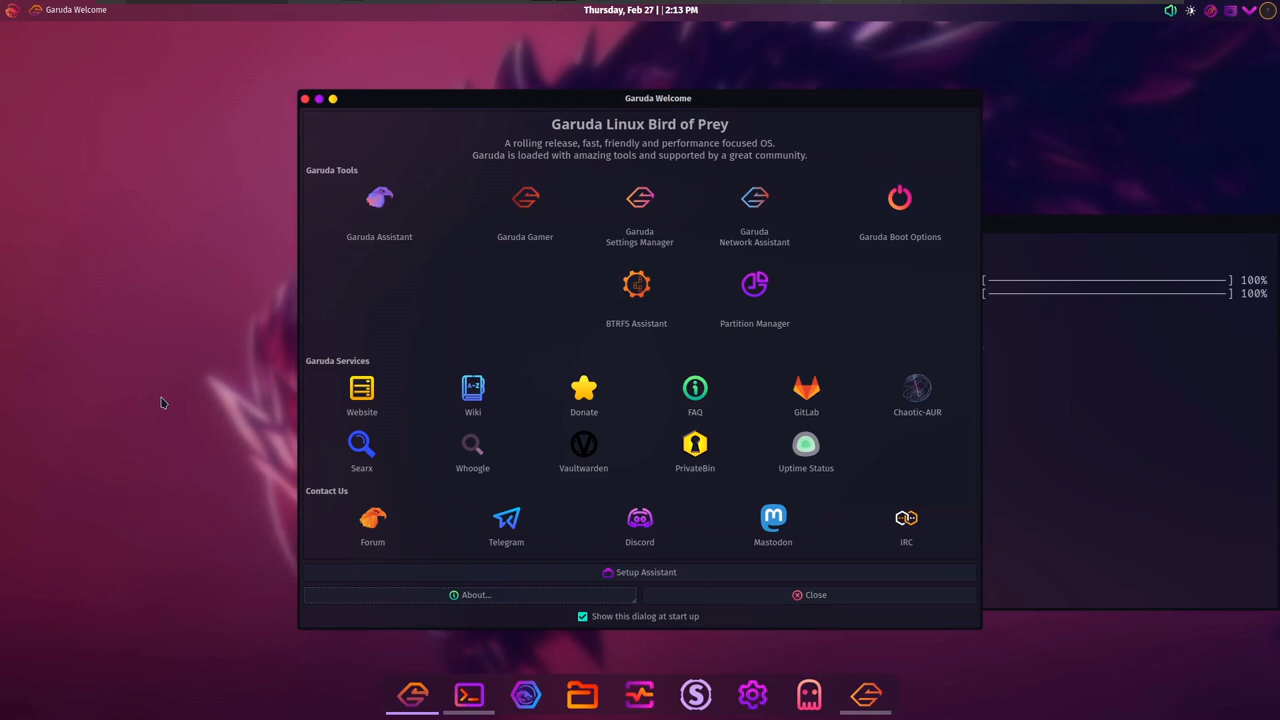 Garuda Welcome
Thursday, Feb 27 | | 2:13 PM
Garuda Welcome
Garuda Linux Bird of Prey
A rolling release, fast, friendly and performance focused OS.
Garuda is loaded with amazing tools and supported by a great community.
Garuda Tools
Garuda Assistant
Garuda Gamer
Garuda
Settings Manager
Garuda
Network Assistant
Garuda Boot Options
BTRFS Assistant
Partition Manager
[────────────────────] 100%
[────────────────────] 100%
Garuda Services
Website
Wiki
Donate
FAQ
GitLab
Chaotic-AUR
Searx
Whoogle
Vaultwarden
PrivateBin
Uptime Status
Contact Us
Forum
Telegram
Discord
Mastodon
IRC
Setup Assistant
About...
Close
Show this dialog at start up